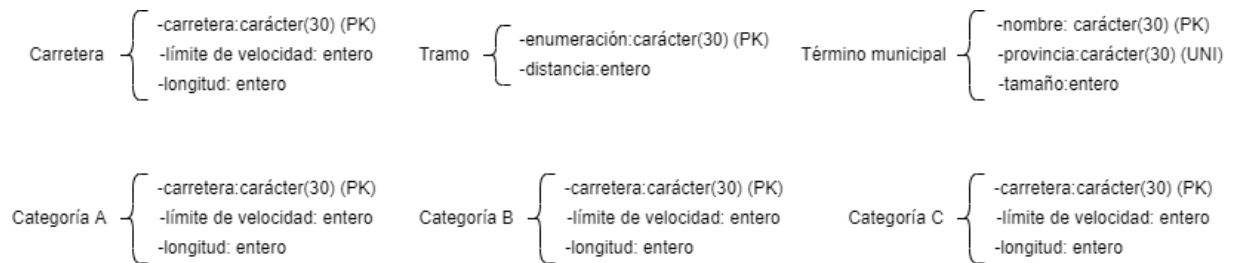 Carretera
-carretera:carácter(30) (PK)
-límite de velocidad: entero
-longitud: entero
Tramo
-enumeración:carácter(30) (PK)
-distancia:entero
Término municipal
-nombre: carácter(30) (PK)
-provincia:carácter(30) (UNI)
-tamaño:entero
Categoría A
-carretera:carácter(30) (PK)
-límite de velocidad: entero
-longitud: entero
Categoría B
-carretera:carácter(30) (PK)
-límite de velocidad: entero
-longitud: entero
Categoría C
-carretera:carácter(30) (PK)
-límite de velocidad: entero
-longitud: entero